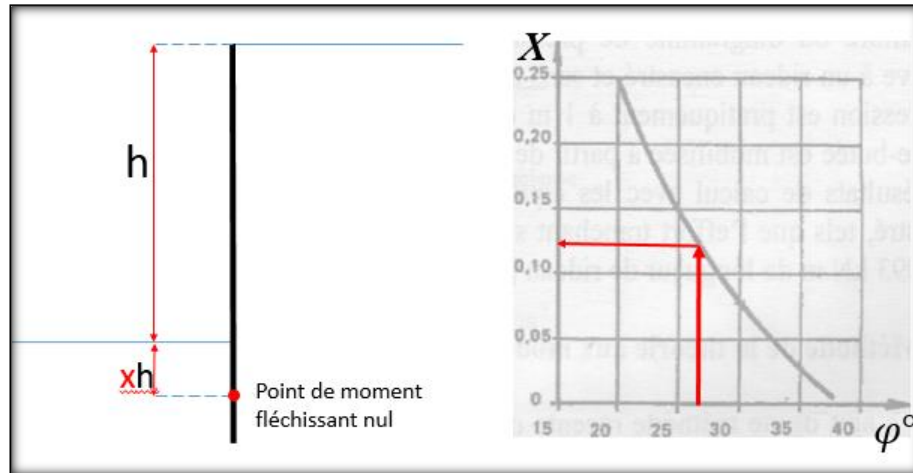 h
xh
Point de moment
fléchissant nul
X
0,25
0,20
0,15
0,10
0,05
0
15 20 25 30 35 40
φ°